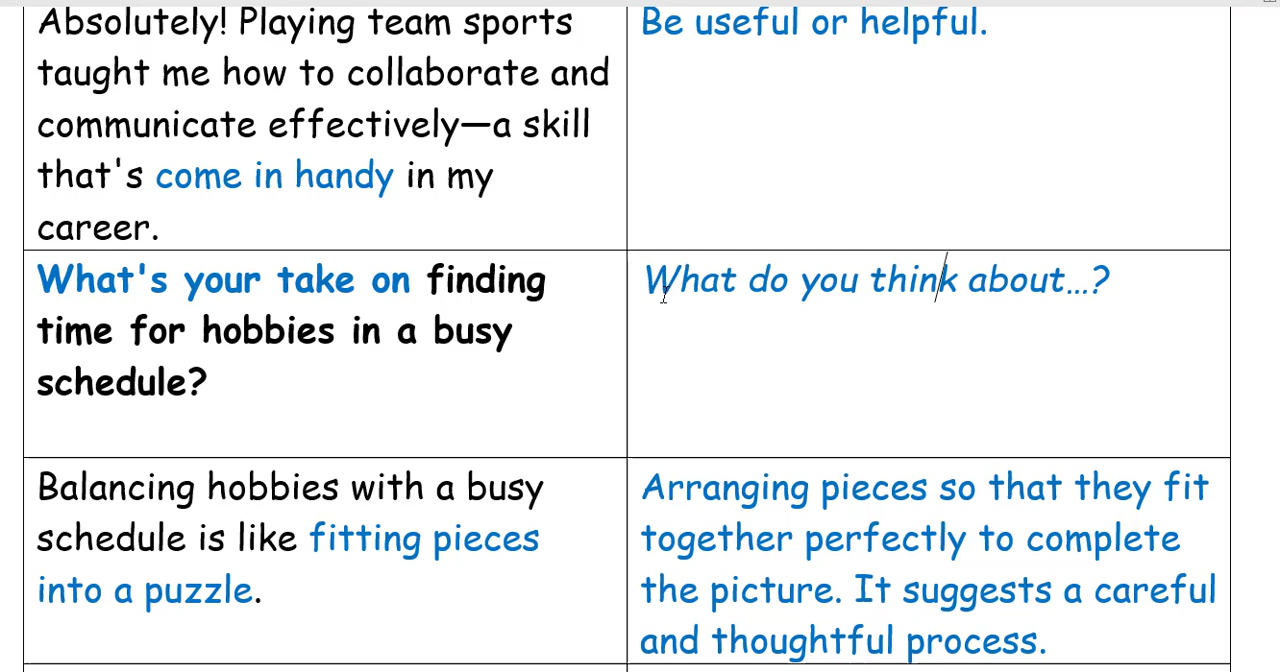 Absolutely! Playing team sports
taught me how to collaborate and
communicate effectively—a skill
that's come in handy in my
career.
Be useful or helpful.
What's your take on finding
time for hobbies in a busy
schedule?
What do you think about...?
Balancing hobbies with a busy
schedule is like fitting pieces
into a puzzle.
Arranging pieces so that they fit
together perfectly to complete
the picture. It suggests a careful
and thoughtful process.